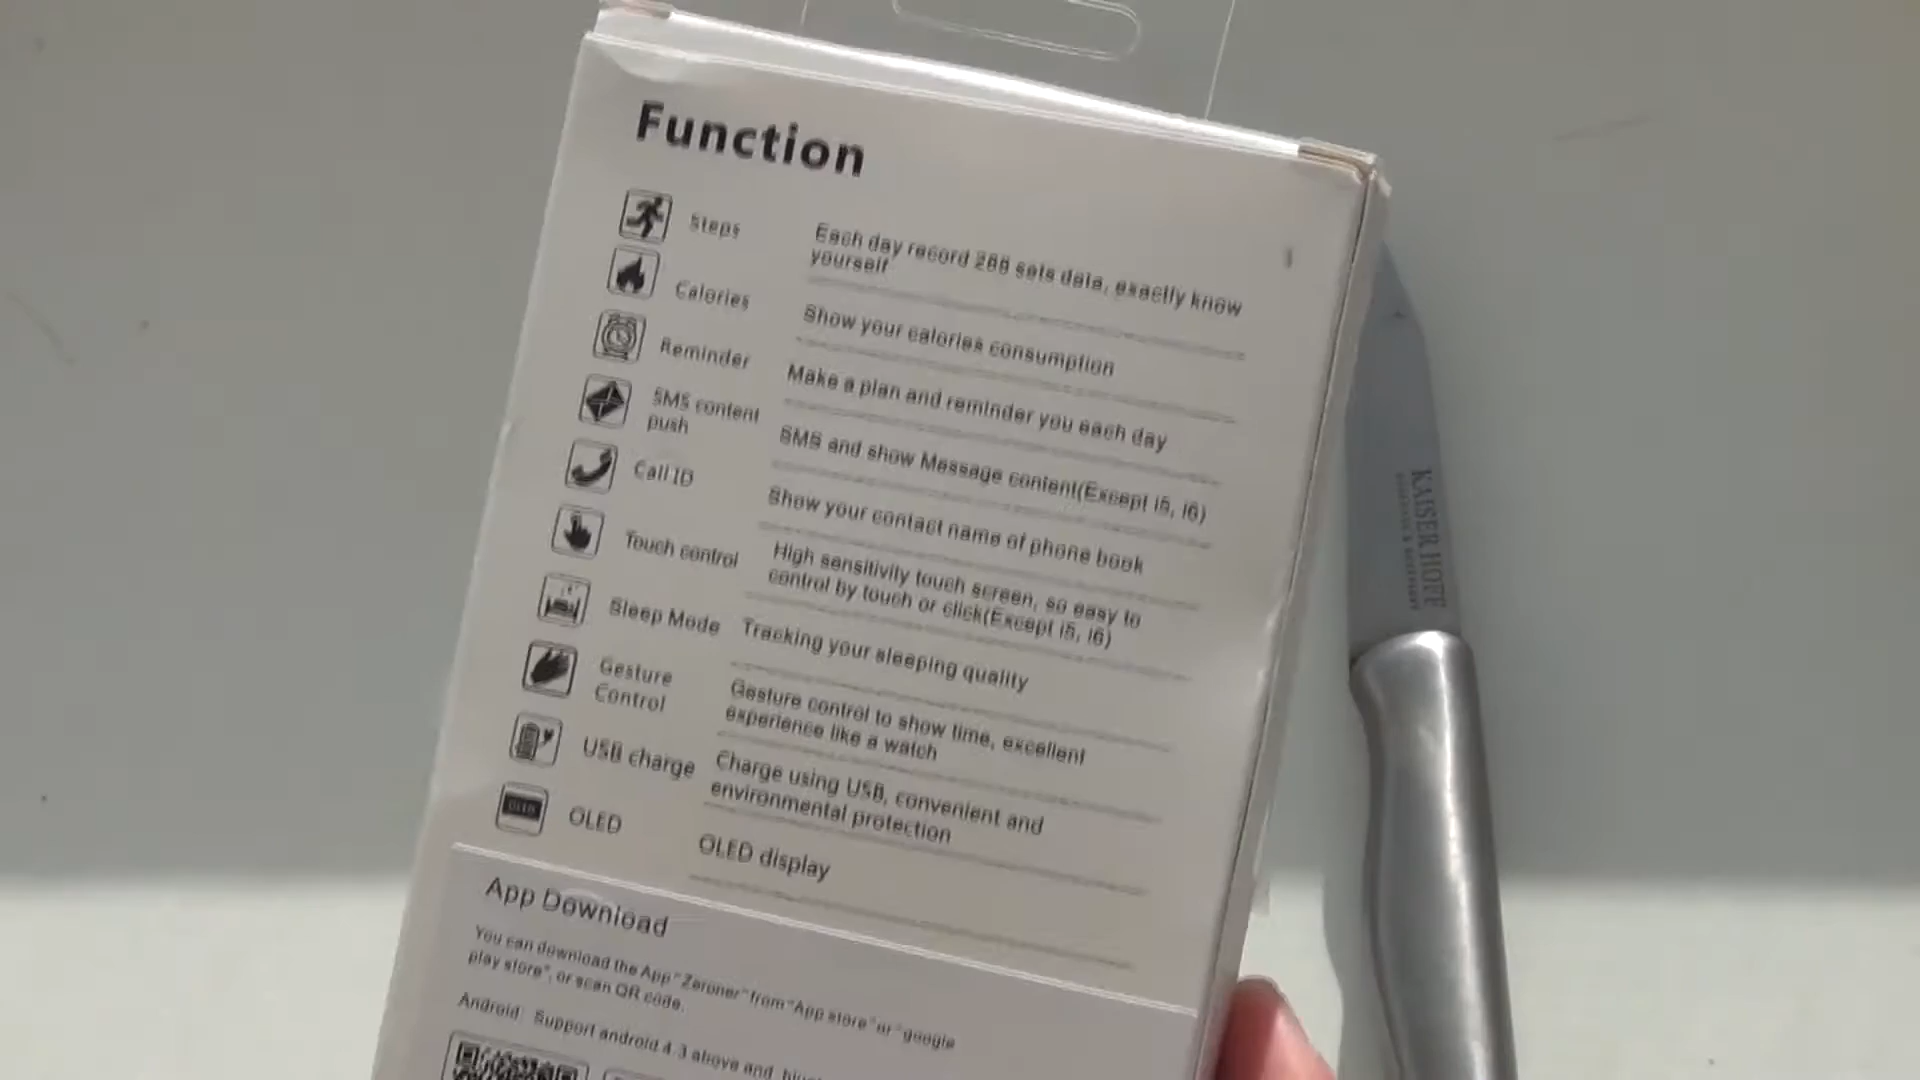 Function
Steps
Each day record 288 sets data, exactly know
yourself
Calories
Show your calories consumption
Reminder
Make a plan and reminder you each day
SMS content
push
SMS and show Message content(Except i5, i6)
Call ID
Show your contact name of phone book
Touch control
High sensitivity touch screen, so easy to
control by touch or click(Except i5, i6)
Sleep Mode
Tracking your sleeping quality
Gesture
Control
Gesture control to show time, excellent
experience like a watch
USB charge
Charge using USB, convenient and
environmental protection
OLED
OLED
OLED display
App Download
You can download the App "Zeroner" from "App store" or "google
play store", or scan QR code.
Android: Support android 4.3 above and
KAISERHOFF